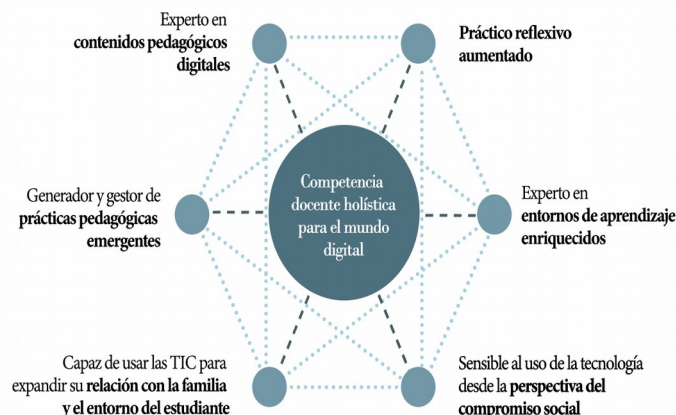 Experto en
contenidos pedagógicos
digitales
Práctico reflexivo
aumentado
Generador y gestor de
prácticas pedagógicas
emergentes
Competencia
docente holística
para el mundo
digital
Experto en
entornos de aprendizaje
enriquecidos
Capaz de usar las TIC para
expandir su relación con la familia
y el entorno del estudiante
Sensible al uso de la tecnología
desde la perspectiva del
compromiso social